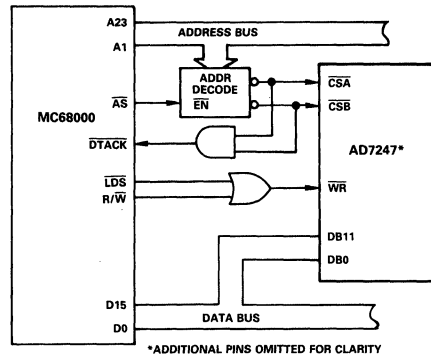 A23
ADDRESS BUS
A1
ADDR
DECODE
EN
AS
CSA
CSB
MC68000
DTACK
AD7247*
LDS
R/W
WR
DB11
DB0
D15
DATA BUS
D0
*ADDITIONAL PINS OMITTED FOR CLARITY